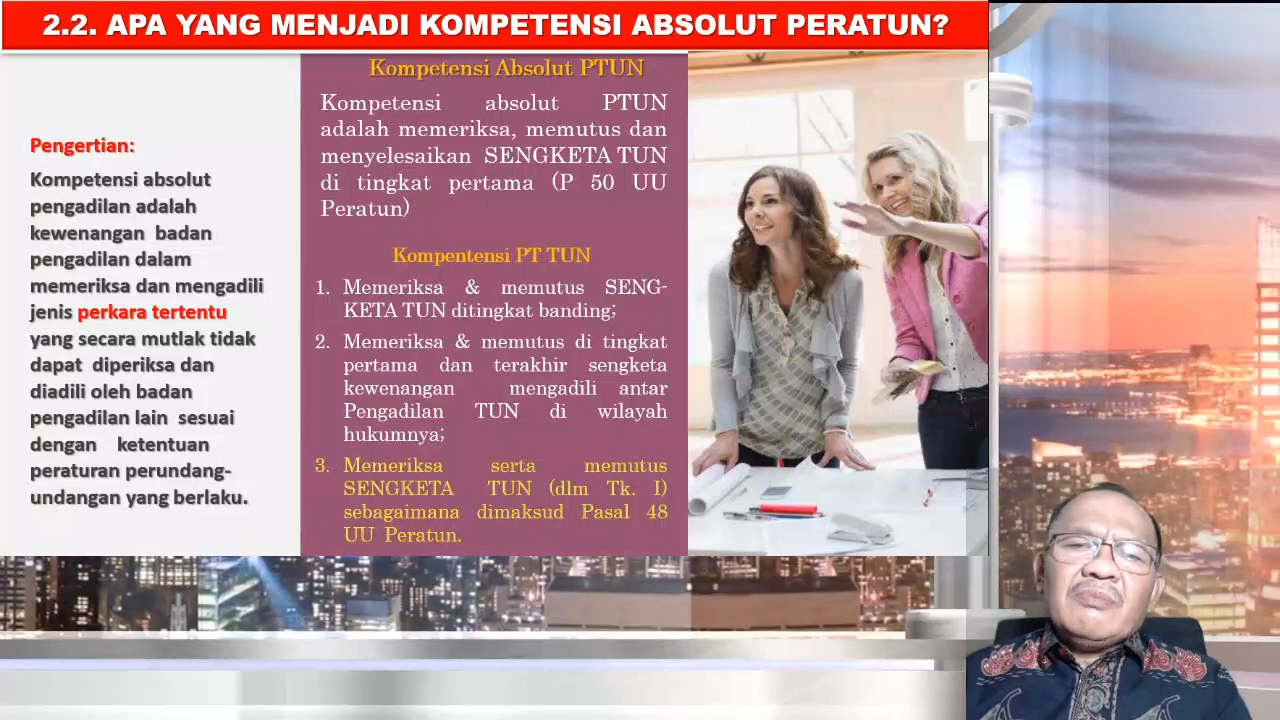 2.2. APA YANG MENJADI KOMPETENSI ABSOLUT PERATUN?
Pengertian:
Kompetensi absolut
pengadilan adalah
kewenangan badan
pengadilan dalam
memeriksa dan mengadili
jenis perkara tertentu
yang secara mutlak tidak
dapat diperiksa dan
diadili oleh badan
pengadilan lain sesuai
dengan ketentuan
peraturan perundang-
undangan yang berlaku.
Kompetensi Absolut PTUN
Kompetensi absolut PTUN
adalah memeriksa, memutus dan
menyelesaikan SENGKETA TUN
di tingkat pertama (P 50 UU
Peratun)
Kompentensi PT TUN
1. Memeriksa & memutus SENG-
KETA TUN ditingkat banding;
2. Memeriksa & memutus di tingkat
pertama dan terakhir sengketa
kewenangan mengadili antar
Pengadilan TUN di wilayah
hukumnya;
3. Memeriksa serta memutus
SENGKETA TUN (dlm Tk. I)
sebagaimana dimaksud Pasal 48
UU Peratun.